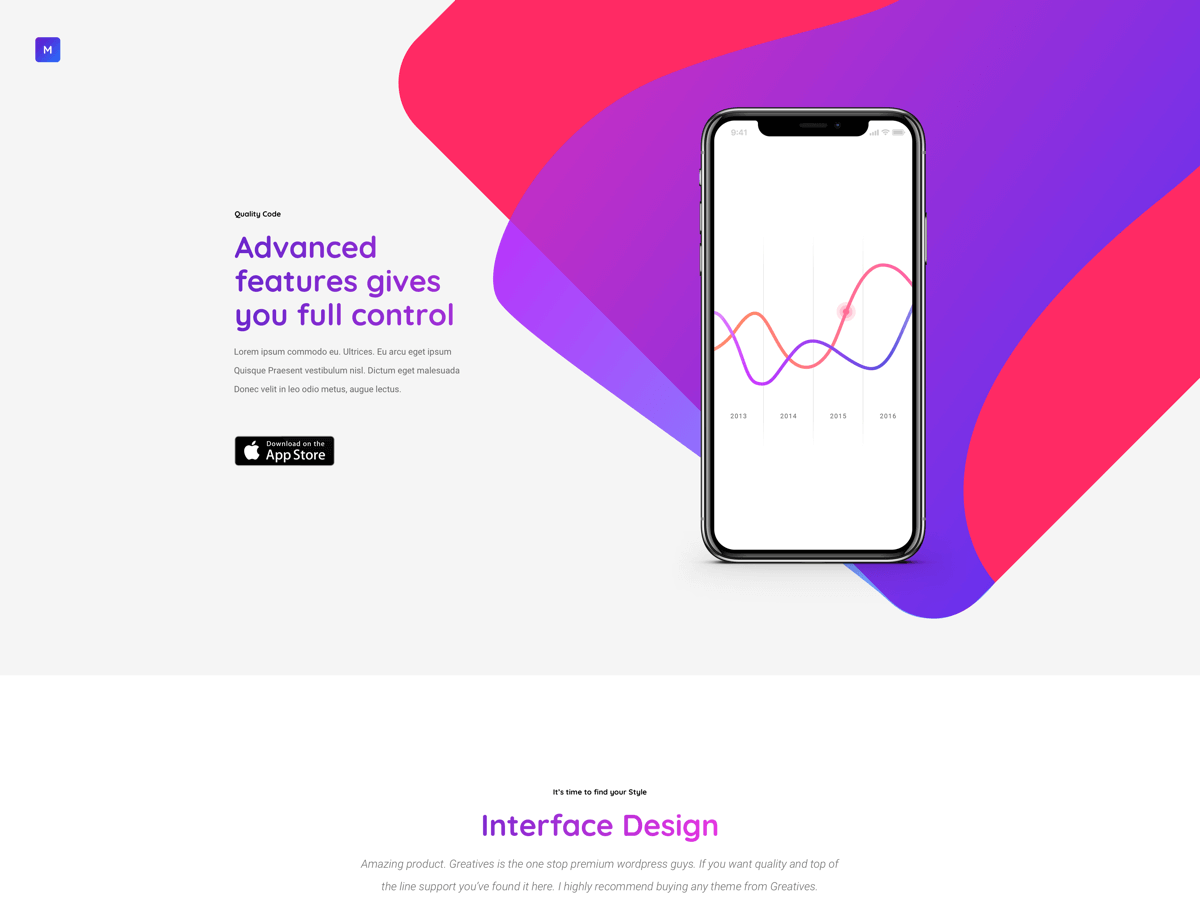 M
9:41
Quality Code
Advanced
features gives
you full control
Lorem ipsum commodo eu. Ultrices. Eu arcu eget ipsum
Quisque Praesent vestibulum nisl. Dictum eget malesuada
Donec velit in leo odio metus, augue lectus.
2013 2014 2015 2016
Download on the
App Store
It's time to find your Style
Interface Design
Amazing product. Greatives is the one stop premium wordpress guys. If you want quality and top of
the line support you've found it here. I highly recommend buying any theme from Greatives.